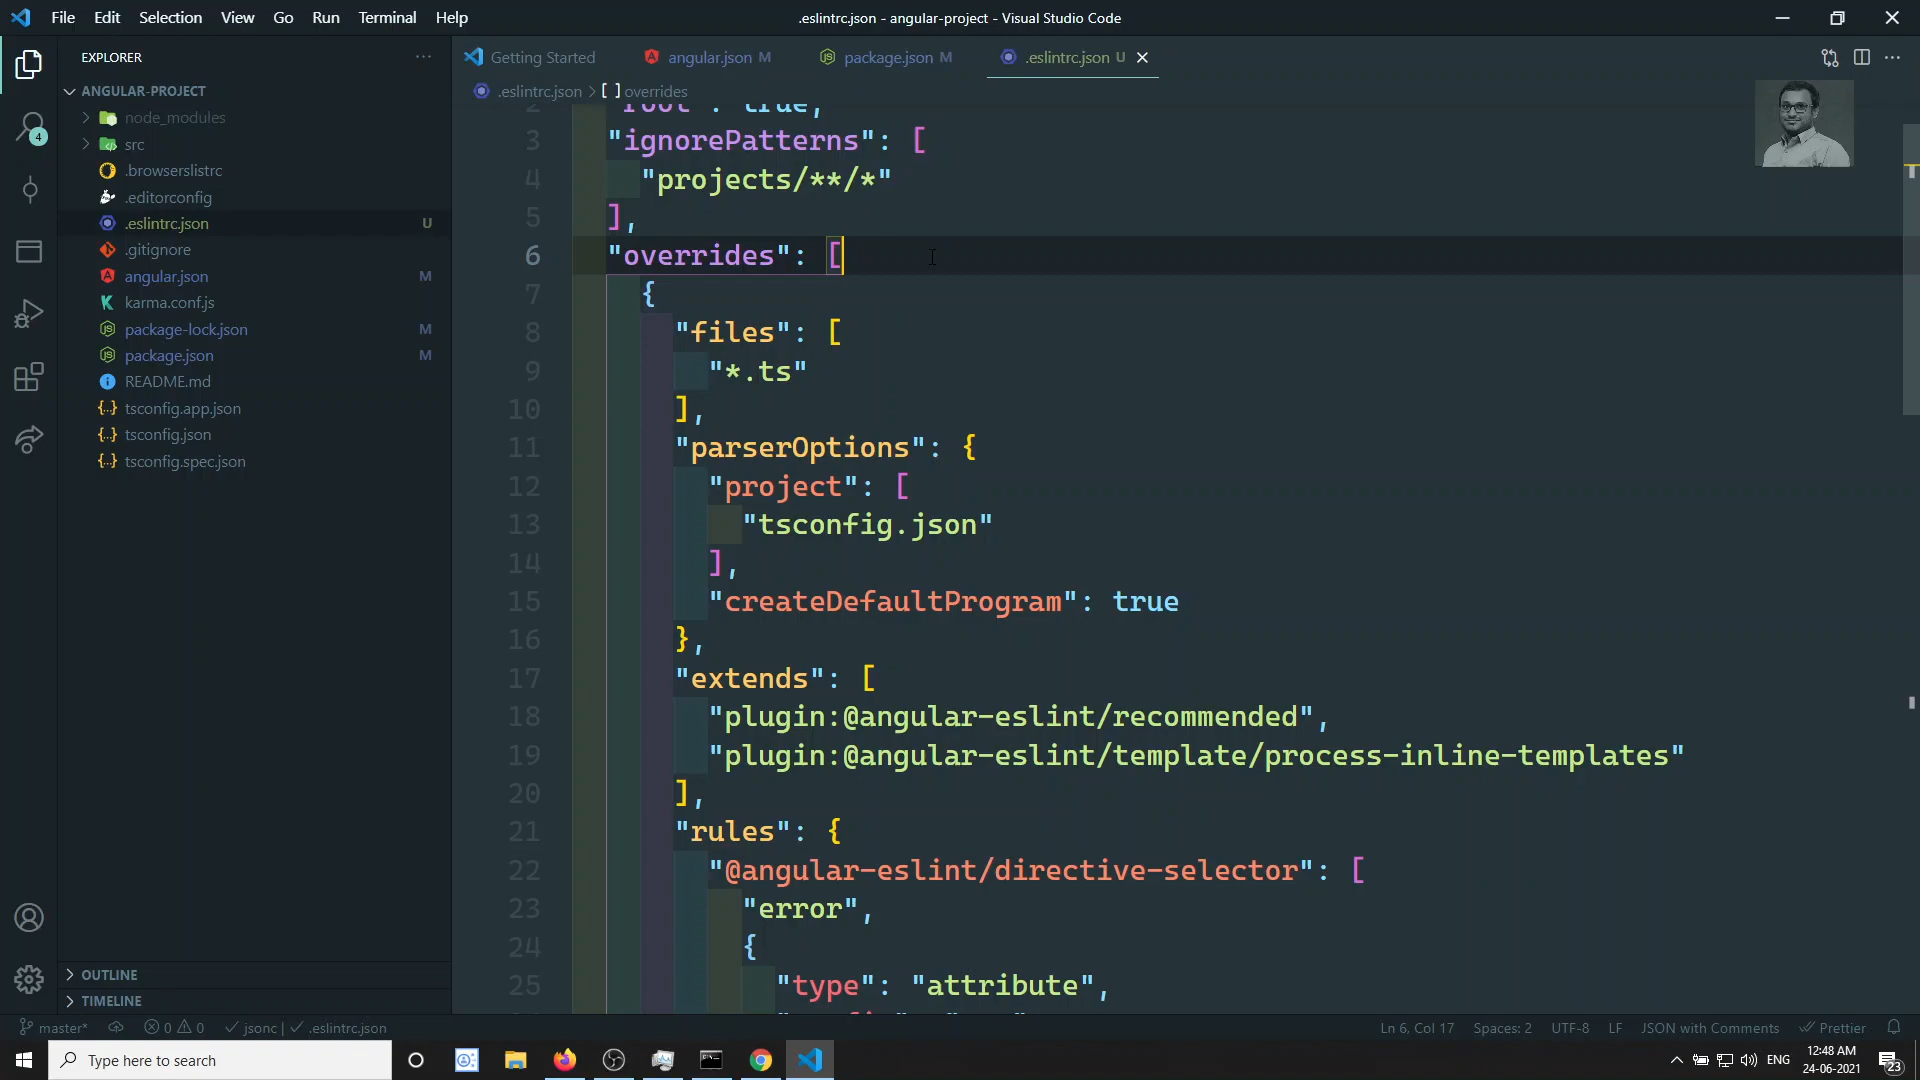 File Edit Selection View Go Run Terminal Help
.eslintrc.json - angular-project - Visual Studio Code
EXPLORER
Getting Started
angular.json M
package.json M
.eslintrc.json U
ANGULAR-PROJECT
node_modules
src
.browserslistrc
.editorconfig
.eslintrc.json U
.gitignore
angular.json M
karma.conf.js
package-lock.json M
package.json M
README.md
tsconfig.app.json
tsconfig.json
tsconfig.spec.json
OUTLINE
TIMELINE
4
.eslintrc.json > [ ] overrides
2 "root": true,
3 "ignorePatterns": [
4 "projects/**/*"
5 ],
6 "overrides": [
7 {
8 "files": [
9 "*.ts"
10 ],
11 "parserOptions": {
12 "project": [
13 "tsconfig.json"
14 ],
15 "createDefaultProgram": true
16 },
17 "extends": [
18 "plugin:@angular-eslint/recommended",
19 "plugin:@angular-eslint/template/process-inline-templates"
20 ],
21 "rules": {
22 "@angular-eslint/directive-selector": [
23 "error",
24 {
25 "type": "attribute",
master* 0 0 jsonc | .eslintrc.json
Ln 6, Col 17 Spaces: 2 UTF-8 LF JSON with Comments Prettier
Type here to search
ENG
12:48 AM
24-06-2021
23